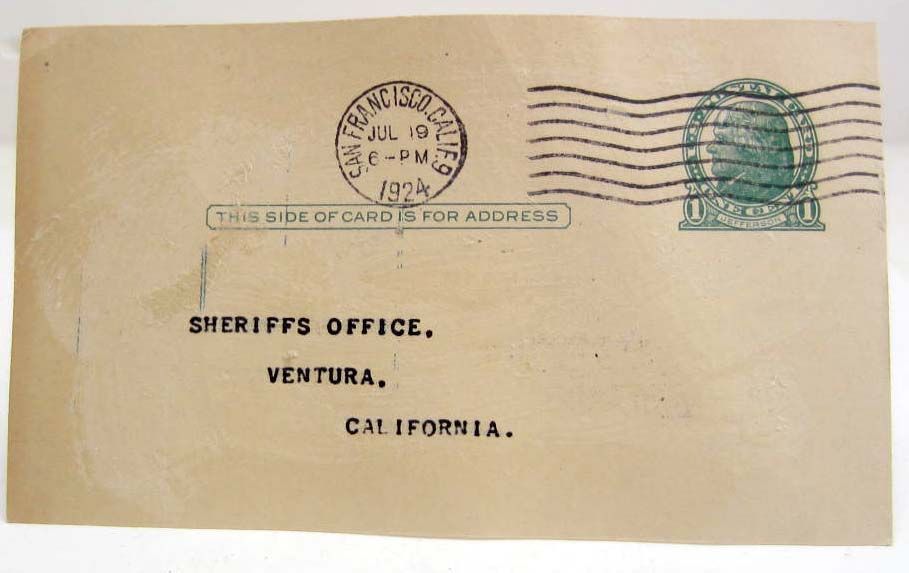 SAN FRANCISCO, CALIF. 9
JUL 19
6-PM
1924
U.S. POSTAL CARD
ONE CENT
1 JEFFERSON 1
THIS SIDE OF CARD IS FOR ADDRESS
SHERIFFS OFFICE.
VENTURA.
CALIFORNIA.